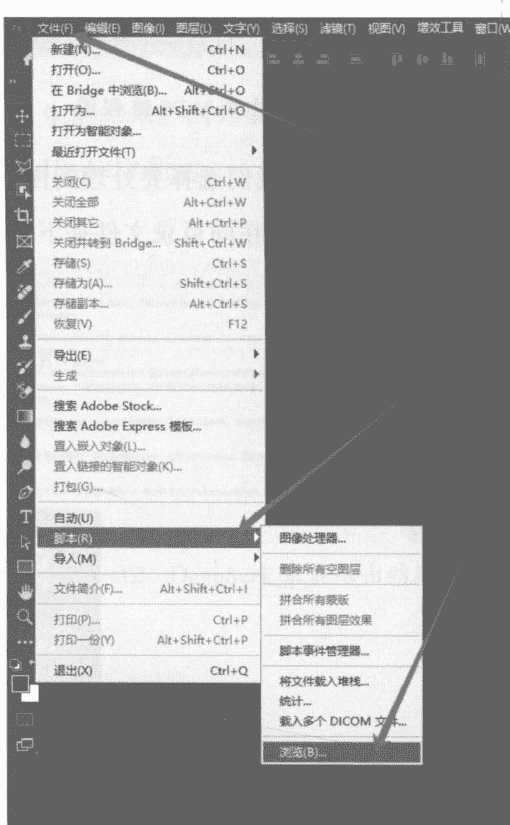 文件(F) 编辑(E) 图像(I) 图层(L) 文字(Y) 选择(S) 滤镜(T) 视图(V) 增效工具 窗口(W
新建(N)... Ctrl+N
打开(O)... Ctrl+O
在 Bridge 中浏览(B)... Alt+Ctrl+O
打开为... Alt+Shift+Ctrl+O
打开为智能对象...
最近打开文件(T)
关闭(C) Ctrl+W
关闭全部 Alt+Ctrl+W
关闭其它 Alt+Ctrl+P
关闭并转到 Bridge... Shift+Ctrl+W
存储(S) Ctrl+S
存储为(A)... Shift+Ctrl+S
存储副本... Alt+Ctrl+S
恢复(V) F12
导出(E)
生成
搜索 Adobe Stock...
搜索 Adobe Express 模板...
置入嵌入对象(L)...
置入链接的智能对象(K)...
打包(G)...
自动(U)
脚本(R)
导入(M)
文件简介(F)... Alt+Shift+Ctrl+I
打印(P)... Ctrl+P
打印一份(Y) Alt+Shift+Ctrl+P
退出(X) Ctrl+Q
图像处理器...
删除所有空图层
拼合所有蒙版
拼合所有图层效果
脚本事件管理器...
将文件载入堆栈...
统计...
载入多个 DICOM 文件...
浏览(B)...